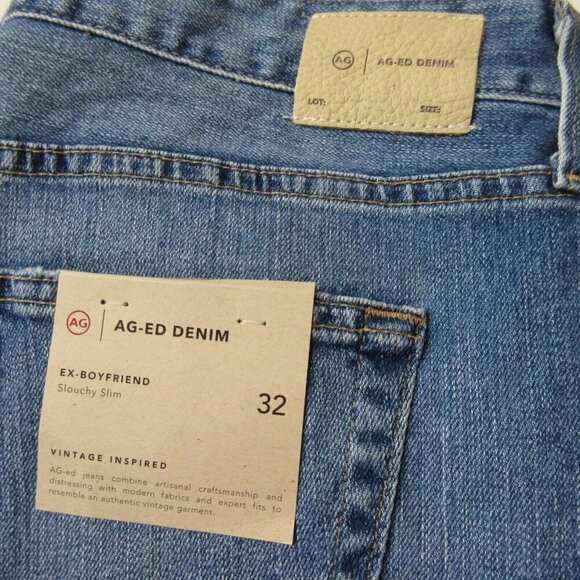 AG | AG-ED DENIM
LOT: SIZE:
AG | AG-ED DENIM
EX-BOYFRIEND
Slouchy Slim
32
VINTAGE INSPIRED
AG-ed jeans combine artisanal craftsmanship and
distressing with modern fabrics and expert fits to
resemble an authentic vintage garment.